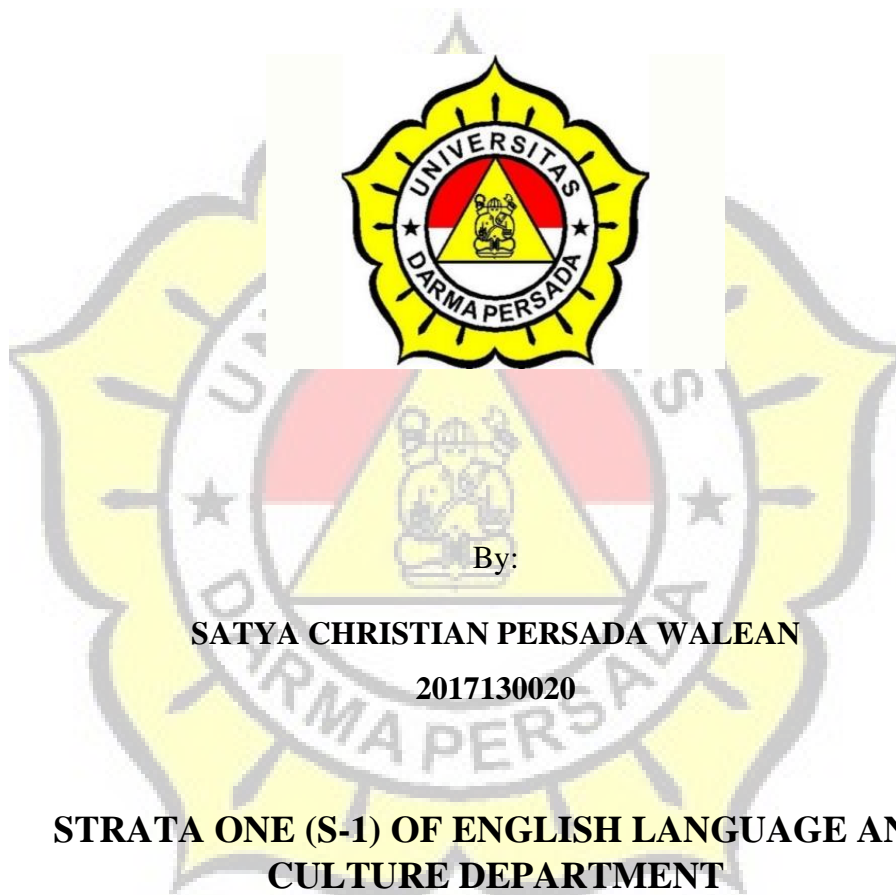 UNIVERSITAS
DARMA PERSADA
By:
SATYA CHRISTIAN PERSADA WALEAN
2017130020
STRATA ONE (S-1) OF ENGLISH LANGUAGE AN
CULTURE DEPARTMENT